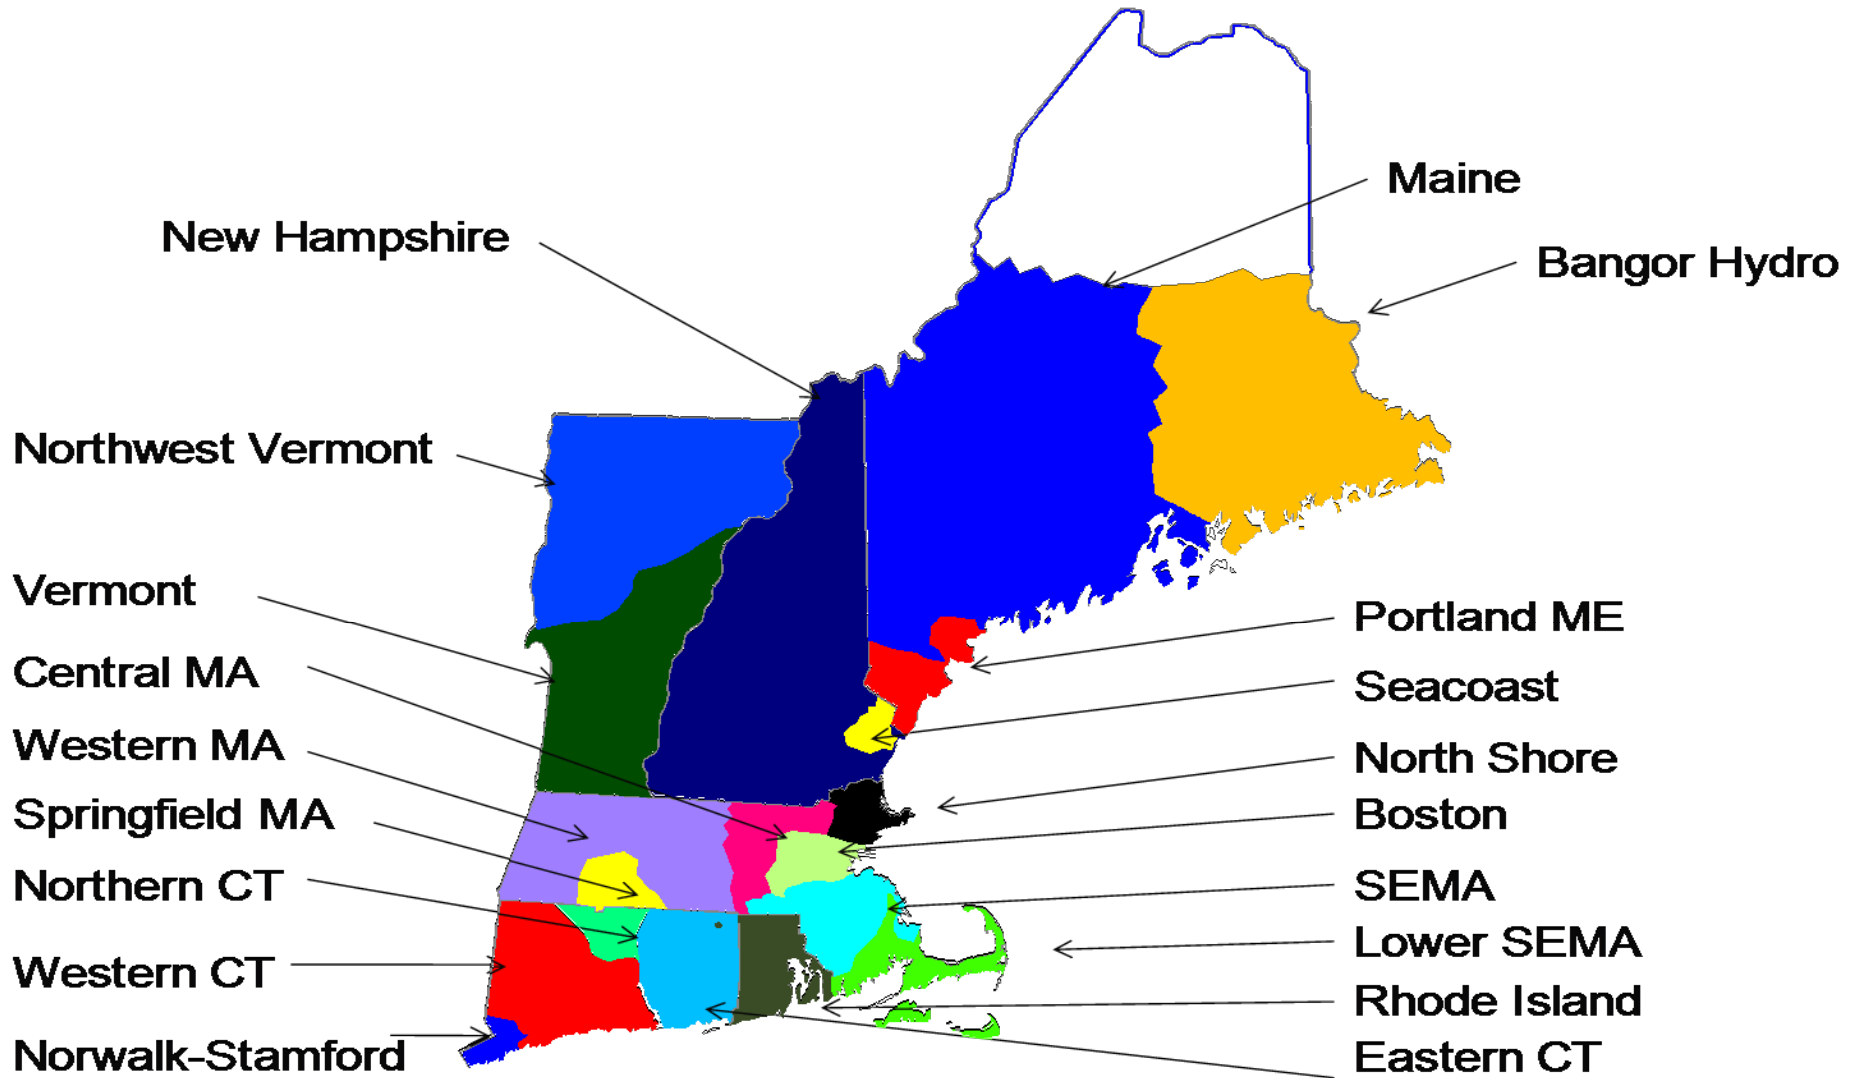 Maine
New Hampshire
Bangor Hydro
Northwest Vermont
Vermont
Central MA
Western MA
Springfield MA
Northern CT
Western CT
Norwalk-Stamford
Portland ME
Seacoast
North Shore
Boston
SEMA
Lower SEMA
Rhode Island
Eastern CT